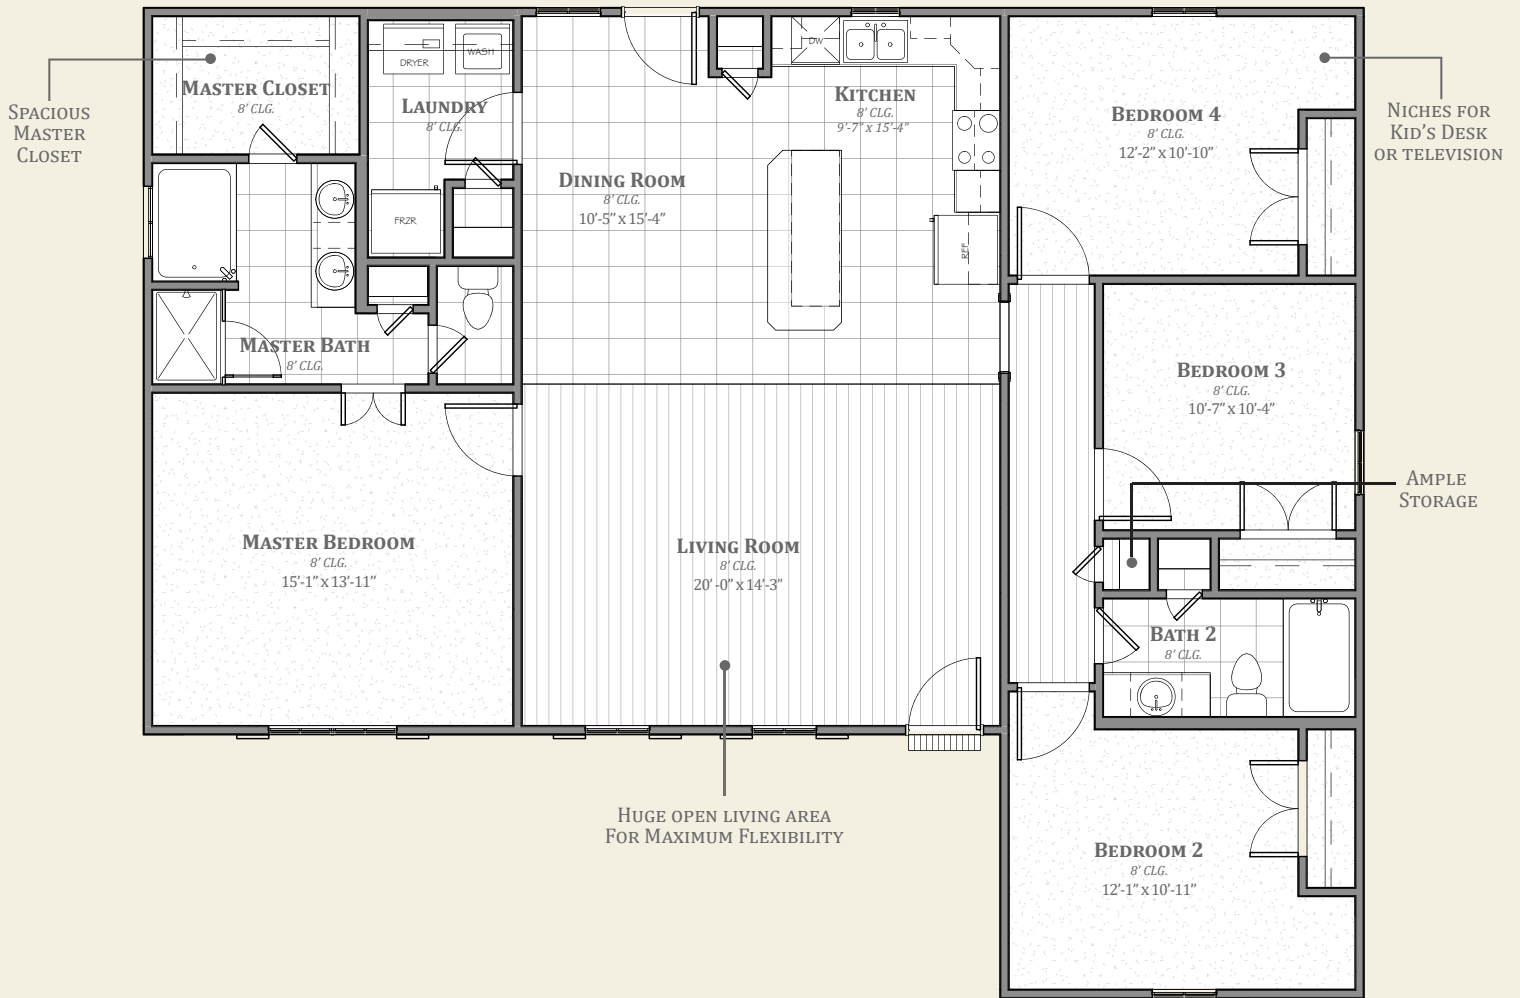 Spacious
Master
Closet
Master Closet
8' CLG.
DRYER
WASH
Laundry
8' CLG.
FRZR
Dining Room
8' CLG.
10'-5" x 15'-4"
DW
Kitchen
8' CLG.
9'-7" x 15'-4"
REF
Bedroom 4
8' CLG.
12'-2" x 10'-10"
Niches for
Kid's Desk
or television
Master Bath
8' CLG.
Bedroom 3
8' CLG.
10'-7" x 10'-4"
Ample
Storage
Master Bedroom
8' CLG.
15'-1" x 13'-11"
Living Room
8' CLG.
20' -0" x 14'-3"
Bath 2
8' CLG.
Huge open living area
For Maximum Flexibility
Bedroom 2
8' CLG.
12'-1" x 10'-11"